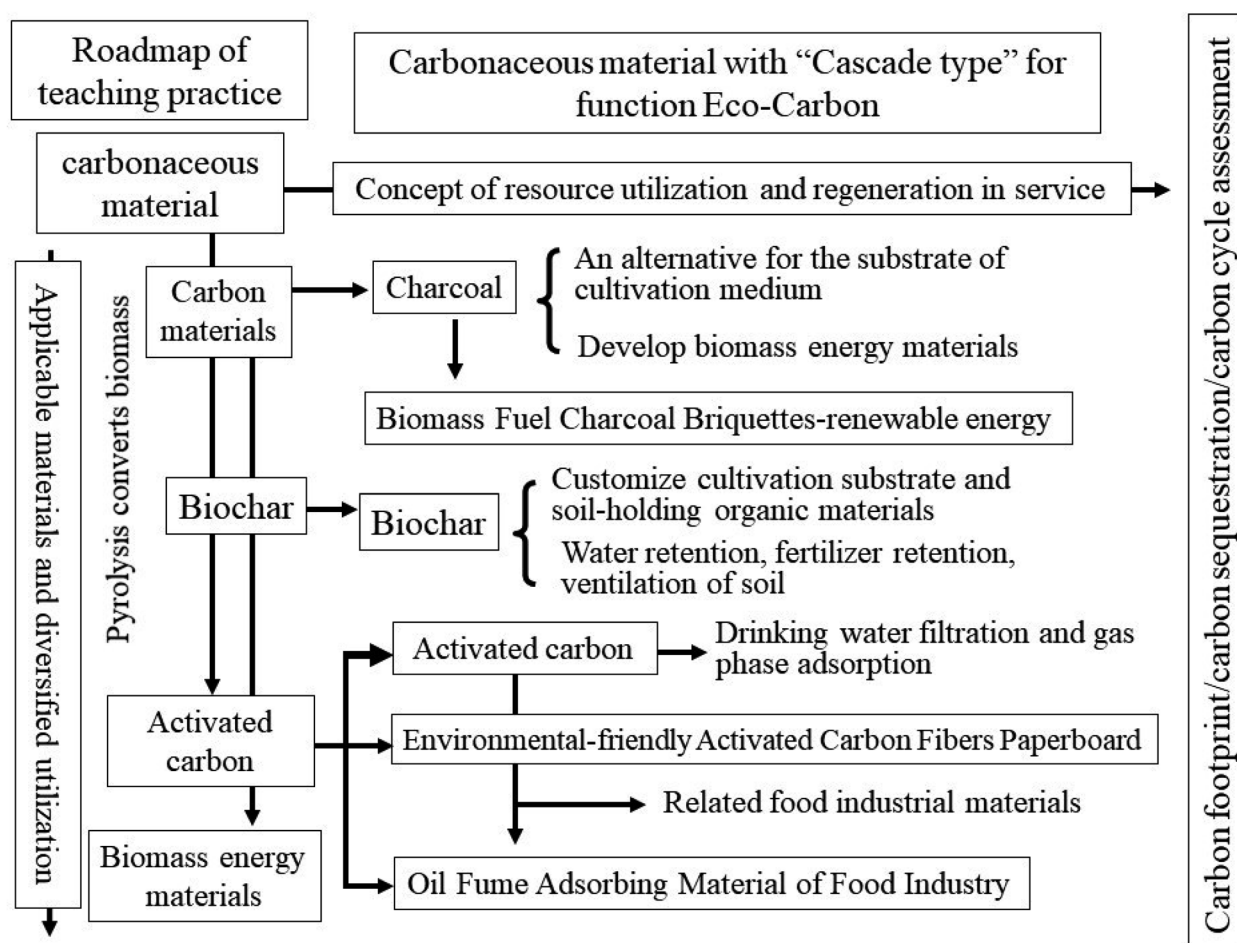 Roadmap of
teaching practice
Carbonaceous material with “Cascade type” for
function Eco-Carbon
carbonaceous
material
Concept of resource utilization and regeneration in service
Carbon
materials
Charcoal
An alternative for the substrate of
cultivation medium
Develop biomass energy materials
Biomass Fuel Charcoal Briquettes-renewable energy
Applicable materials and diversified utilization
Pyrolysis converts biomass
Biochar
Biochar
Customize cultivation substrate and
soil-holding organic materials
Water retention, fertilizer retention,
ventilation of soil
Activated carbon
Drinking water filtration and gas
phase adsorption
Activated
carbon
Environmental-friendly Activated Carbon Fibers Paperboard
Related food industrial materials
Biomass energy
materials
Oil Fume Adsorbing Material of Food Industry
Carbon footprint/carbon sequestration/carbon cycle assessment